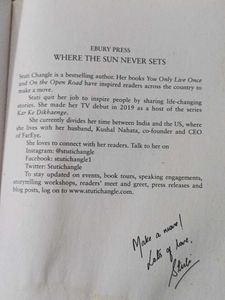 EBURY PRESS
WHERE THE SUN NEVER SETS
Stuti Changle is a bestselling author. Her books You Only Live Once
and On the Open Road have inspired readers across the country to
make a move.
Stuti quit her job to inspire people by sharing life-changing
stories. She made her TV debut in 2019 as a host of the series
Kar Ke Dikhaenge.
She currently divides her time between India and the US, where
she lives with her husband, Kushal Nahata, co-founder and CEO
of FarEye.
She loves to connect with her readers. Talk to her on
Instagram:@stutichangle
Facebook: stutichangle1
Twitter: Stutichangle
To stay updated on events, book tours, speaking engagements,
storytelling workshops, readers' meet and greet, press releases and
blog posts, log on to www.stutichangle.com.
Make a move!
Lots of love,
Stuti